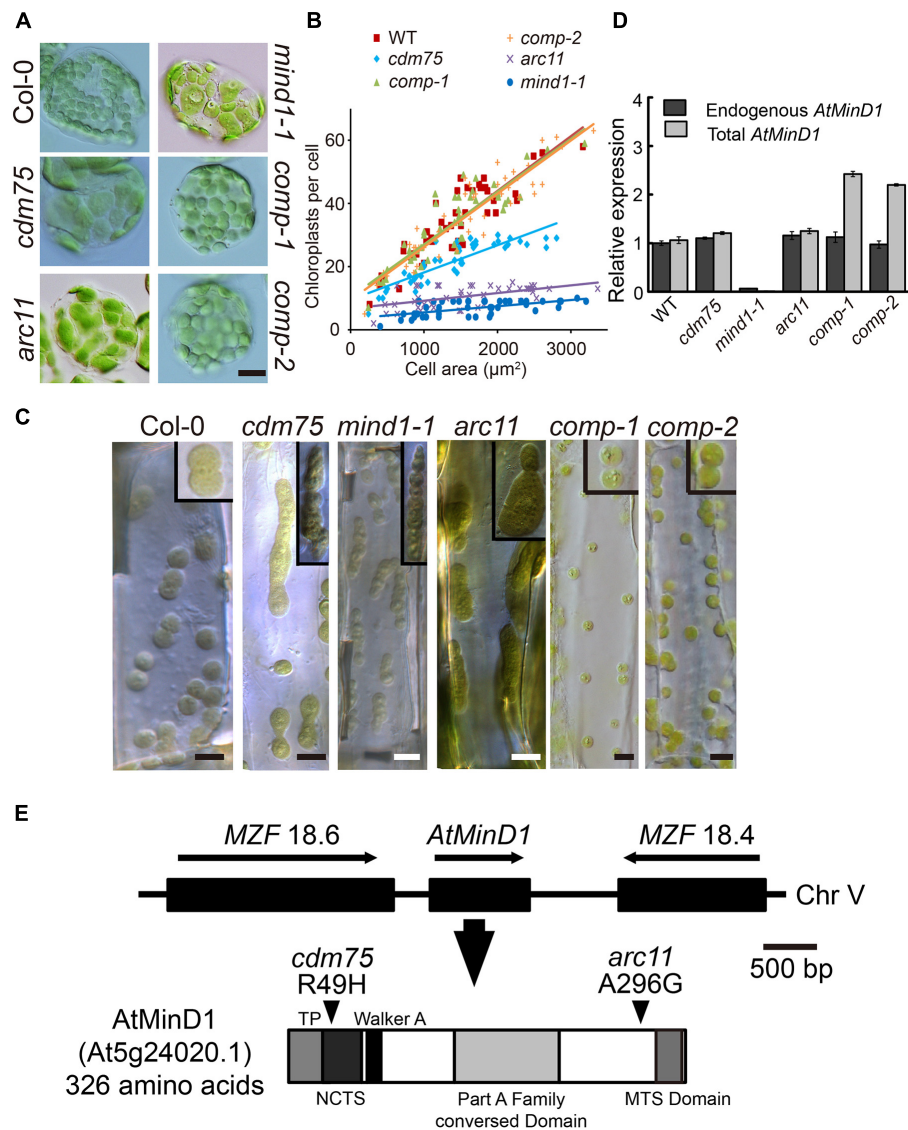 A
Col-0
mind1-1
cdm75
comp-1
arc11
comp-2
B
WT
comp-2
cdm75
arc11
comp-1
mind1-1
Chloroplasts per cell
60
40
20
0
0
1000
2000
3000
Cell area (μm²)
D
Endogenous AtMinD1
Total AtMinD1
Relative expression
4
3
2
1
0
WT
cdm75
mind1-1
arc11
comp-1
comp-2
C
Col-0
cdm75
mind1-1
arc11
comp-1
comp-2
E
MZF 18.6
AtMinD1
MZF 18.4
Chr V
500 bp
cdm75
R49H
arc11
A296G
TP
Walker A
AtMinD1
(At5g24020.1)
326 amino acids
NCTS
Part A Family
conversed Domain
MTS Domain